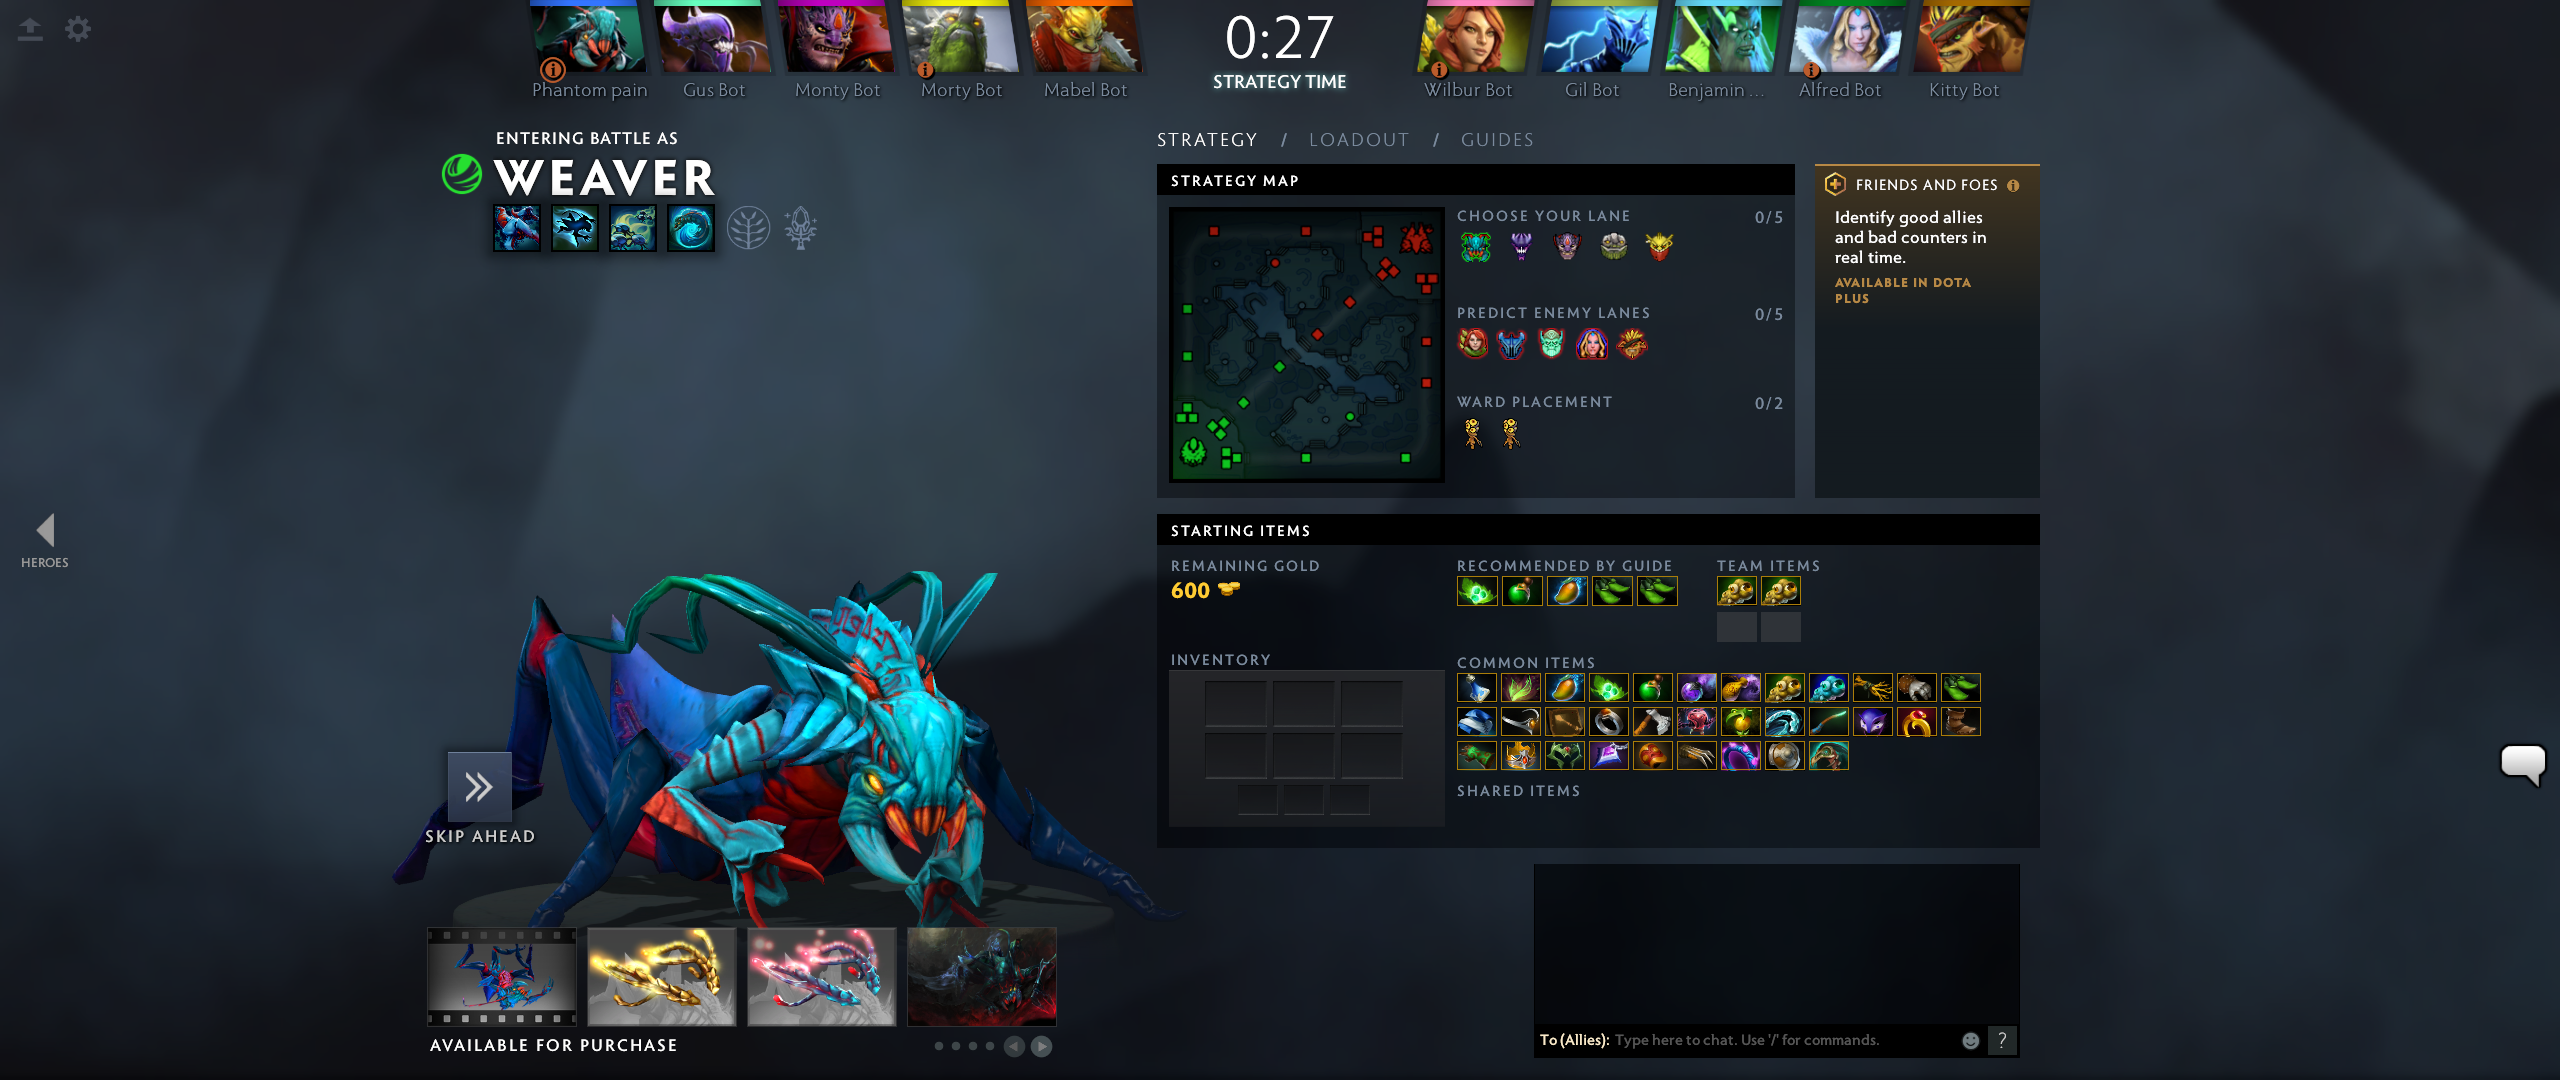 Phantom pain
Gus Bot
Monty Bot
Morty Bot
Mabel Bot
0:27
STRATEGY TIME
Wilbur Bot
Gil Bot
Benjamin ...
Alfred Bot
Kitty Bot
ENTERING BATTLE AS
WEAVER
STRATEGY / LOADOUT / GUIDES
STRATEGY MAP
CHOOSE YOUR LANE 0/5
PREDICT ENEMY LANES 0/5
WARD PLACEMENT 0/2
FRIENDS AND FOES
Identify good allies
and bad counters in
real time.
AVAILABLE IN DOTA
PLUS
HEROES
STARTING ITEMS
REMAINING GOLD
600
RECOMMENDED BY GUIDE
TEAM ITEMS
INVENTORY
COMMON ITEMS
SHARED ITEMS
SKIP AHEAD
AVAILABLE FOR PURCHASE
To (Allies): Type here to chat. Use '/' for commands.
?